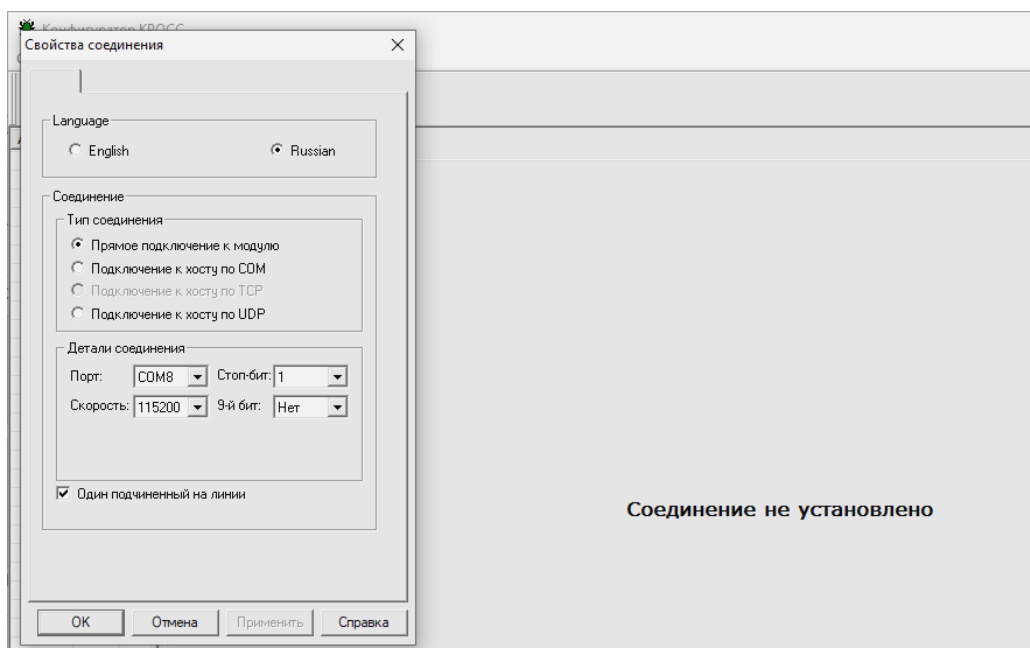 Конфигуратор КРОСС
Свойства соединения
Language
English
Russian
Соединение
Тип соединения
Прямое подключение к модулю
Подключение к хосту по COM
Подключение к хосту по TCP
Подключение к хосту по UDP
Детали соединения
Порт: COM8 Стоп-бит: 1
Скорость: 115200 9-й бит: Нет
Один подчиненный на линии
Соединение не установлено
OK
Отмена
Применить
Справка